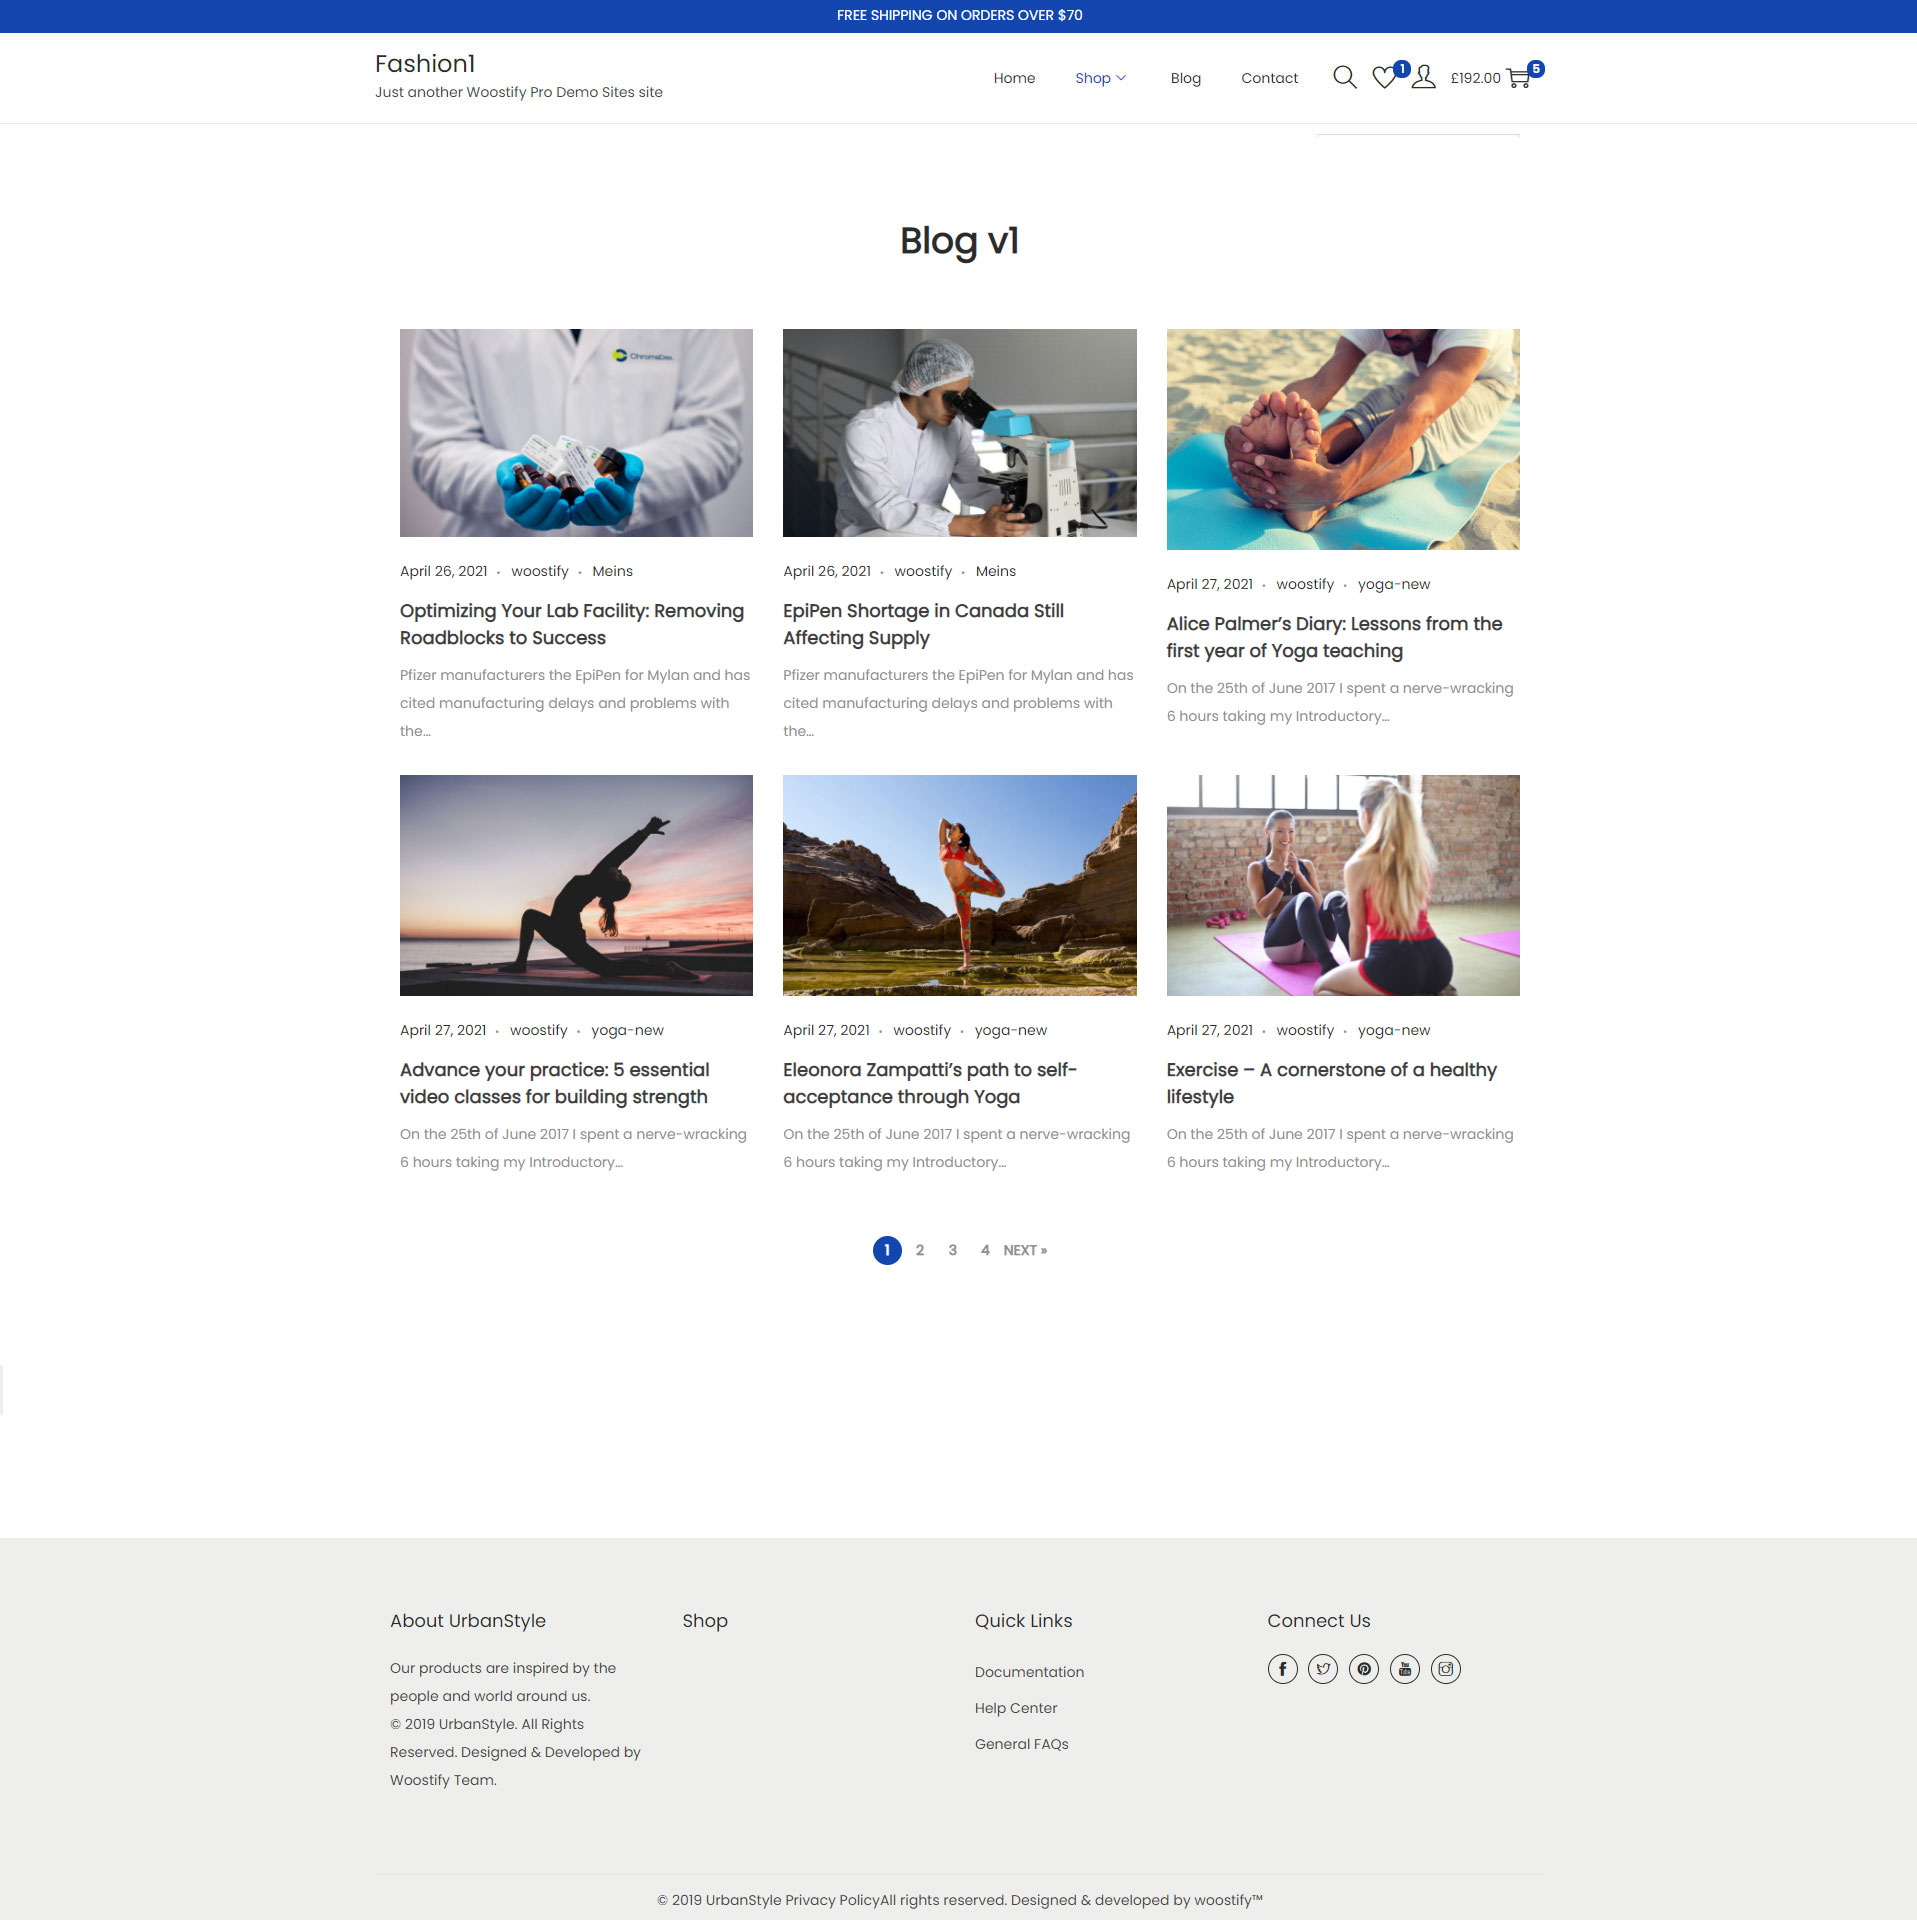 FREE SHIPPING ON ORDERS OVER $70
Fashion1
Just another Woostify Pro Demo Sites site
Home
Shop
Blog
Contact
1
£192.00
5
Blog v1
ChromaDex
April 26, 2021 • woostify • Meins
Optimizing Your Lab Facility: Removing
Roadblocks to Success
Pfizer manufacturers the EpiPen for Mylan and has
cited manufacturing delays and problems with
the...
April 26, 2021 • woostify • Meins
EpiPen Shortage in Canada Still
Affecting Supply
Pfizer manufacturers the EpiPen for Mylan and has
cited manufacturing delays and problems with
the...
April 27, 2021 • woostify • yoga-new
Alice Palmer’s Diary: Lessons from the
first year of Yoga teaching
On the 25th of June 2017 I spent a nerve-wracking
6 hours taking my Introductory...
April 27, 2021 • woostify • yoga-new
Advance your practice: 5 essential
video classes for building strength
On the 25th of June 2017 I spent a nerve-wracking
6 hours taking my Introductory...
April 27, 2021 • woostify • yoga-new
Eleonora Zampatti’s path to self-
acceptance through Yoga
On the 25th of June 2017 I spent a nerve-wracking
6 hours taking my Introductory...
April 27, 2021 • woostify • yoga-new
Exercise – A cornerstone of a healthy
lifestyle
On the 25th of June 2017 I spent a nerve-wracking
6 hours taking my Introductory...
1 2 3 4 NEXT »
About UrbanStyle
Our products are inspired by the
people and world around us.
© 2019 UrbanStyle. All Rights
Reserved. Designed & Developed by
Woostify Team.
Shop
Quick Links
Documentation
Help Center
General FAQs
Connect Us
© 2019 UrbanStyle Privacy PolicyAll rights reserved. Designed & developed by woostify™